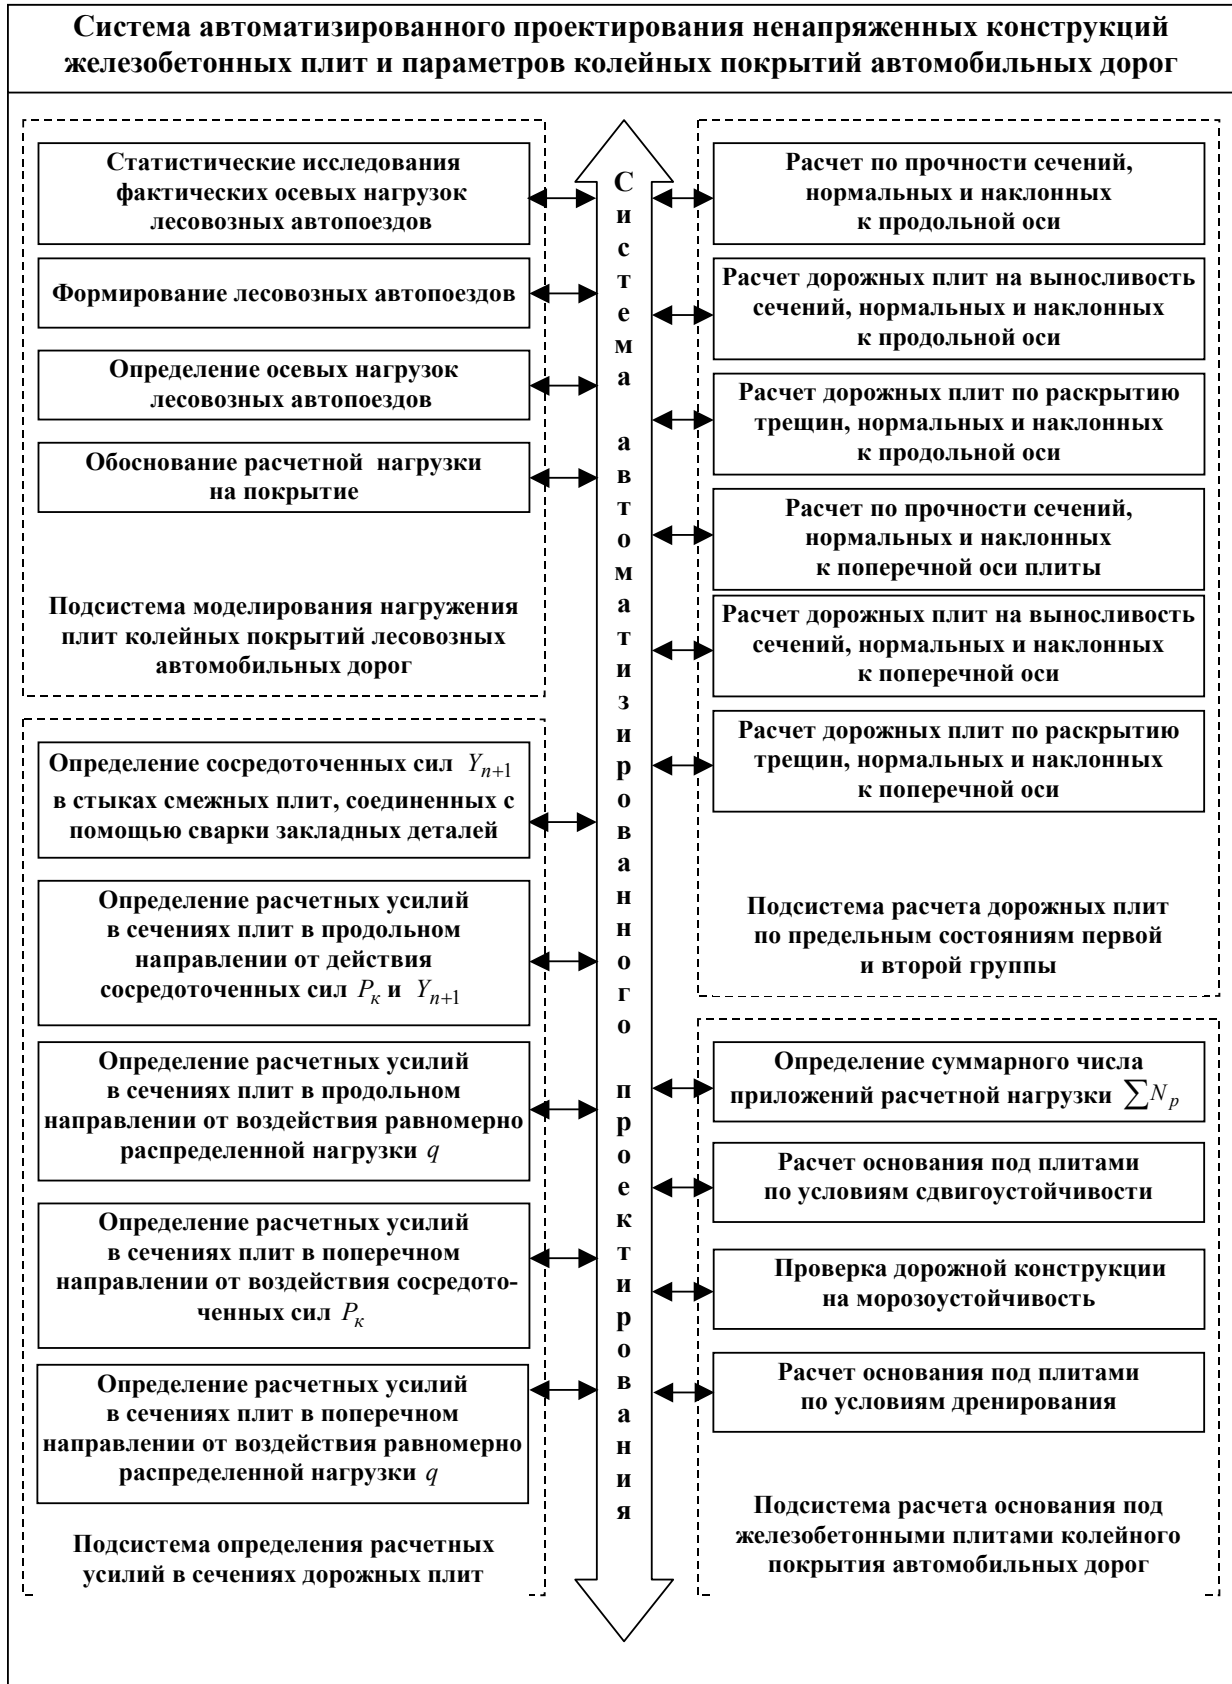 Система автоматизированного проектирования ненапряженных конструкций
железобетонных плит и параметров колейных покрытий автомобильных дорог
Статистические исследования
фактических осевых нагрузок
лесовозных автопоездов
Формирование лесовозных автопоездов
Определение осевых нагрузок
лесовозных автопоездов
Обоснование расчетной нагрузки
на покрытие
Подсистема моделирования нагружения
плит колейных покрытий лесовозных
автомобильных дорог
Определение сосредоточенных сил Yn+1
в стыках смежных плит, соединенных с
помощью сварки закладных деталей
Определение расчетных усилий
в сечениях плит в продольном
направлении от действия
сосредоточенных сил Pк и Yn+1
Определение расчетных усилий
в сечениях плит в продольном
направлении от воздействия равномерно
распределенной нагрузки q
Определение расчетных усилий
в сечениях плит в поперечном
направлении от воздействия сосредото-
ченных сил Pк
Определение расчетных усилий
в сечениях плит в поперечном
направлении от воздействия равномерно
распределенной нагрузки q
Подсистема определения расчетных
усилий в сечениях дорожных плит
Система автоматизированного проектирования
Расчет по прочности сечений,
нормальных и наклонных
к продольной оси
Расчет дорожных плит на выносливость
сечений, нормальных и наклонных
к продольной оси
Расчет дорожных плит по раскрытию
трещин, нормальных и наклонных
к продольной оси
Расчет по прочности сечений,
нормальных и наклонных
к поперечной оси плиты
Расчет дорожных плит на выносливость
сечений, нормальных и наклонных
к поперечной оси
Расчет дорожных плит по раскрытию
трещин, нормальных и наклонных
к поперечной оси
Подсистема расчета дорожных плит
по предельным состояниям первой
и второй группы
Определение суммарного числа
приложений расчетной нагрузки ∑Np
Расчет основания под плитами
по условиям сдвигоустойчивости
Проверка дорожной конструкции
на морозоустойчивость
Расчет основания под плитами
по условиям дренирования
Подсистема расчета основания под
железобетонными плитами колейного
покрытия автомобильных дорог